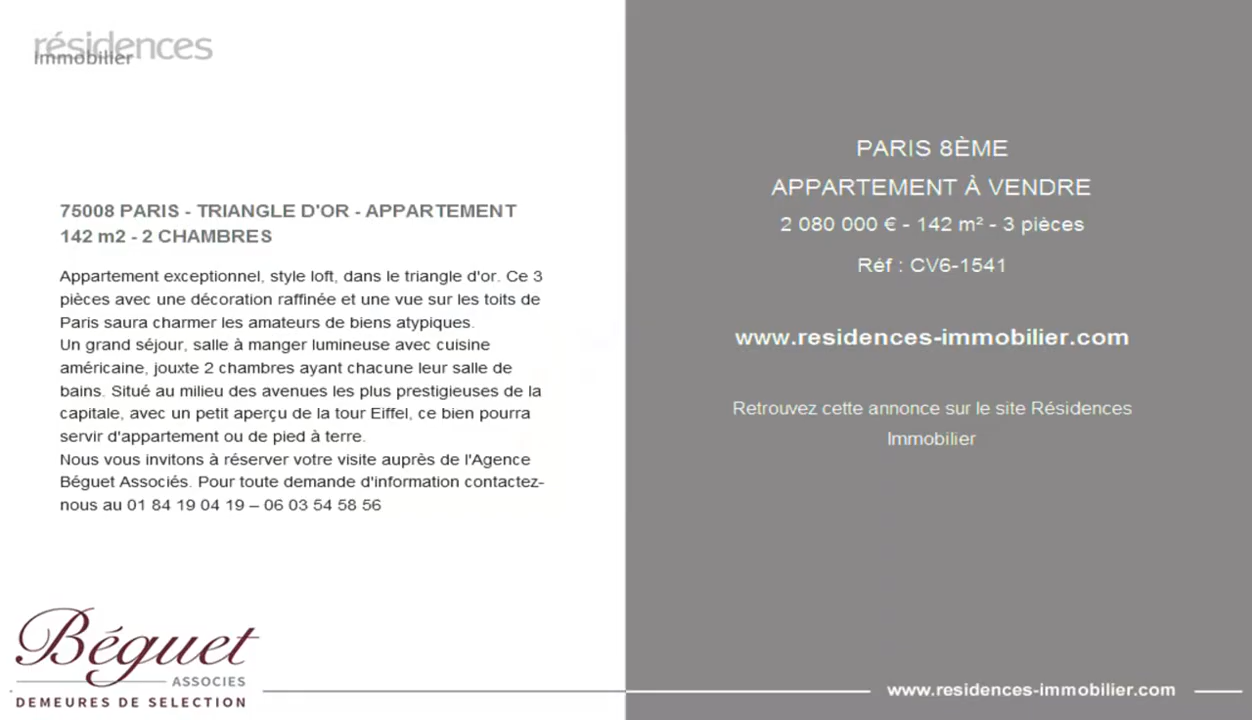 résidences
Immobilier
75008 PARIS - TRIANGLE D'OR - APPARTEMENT
142 m2 - 2 CHAMBRES
Appartement exceptionnel, style loft, dans le triangle d'or. Ce 3
pièces avec une décoration raffinée et une vue sur les toits de
Paris saura charmer les amateurs de biens atypiques.
Un grand séjour, salle à manger lumineuse avec cuisine
américaine, jouxte 2 chambres ayant chacune leur salle de
bains. Situé au milieu des avenues les plus prestigieuses de la
capitale, avec un petit aperçu de la tour Eiffel, ce bien pourra
servir d'appartement ou de pied à terre.
Nous vous invitons à réserver votre visite auprès de l'Agence
Béguet Associés. Pour toute demande d'information contactez-
nous au 01 84 19 04 19 – 06 03 54 58 56
Béguet
ASSOCIES
DEMEURES DE SELECTION
PARIS 8ÈME
APPARTEMENT À VENDRE
2 080 000 € - 142 m² - 3 pièces
Réf : CV6-1541
www.residences-immobilier.com
Retrouvez cette annonce sur le site Résidences
Immobilier
www.residences-immobilier.com